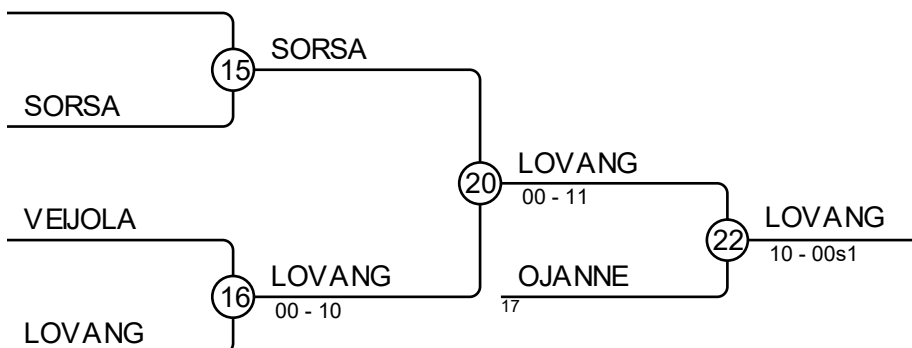 15
SORSA
SORSA
20
LOVANG
00 - 11
VEIJOLA
22
LOVANG
10 - 00s1
16
LOVANG
00 - 10
OJANNE
17
LOVANG